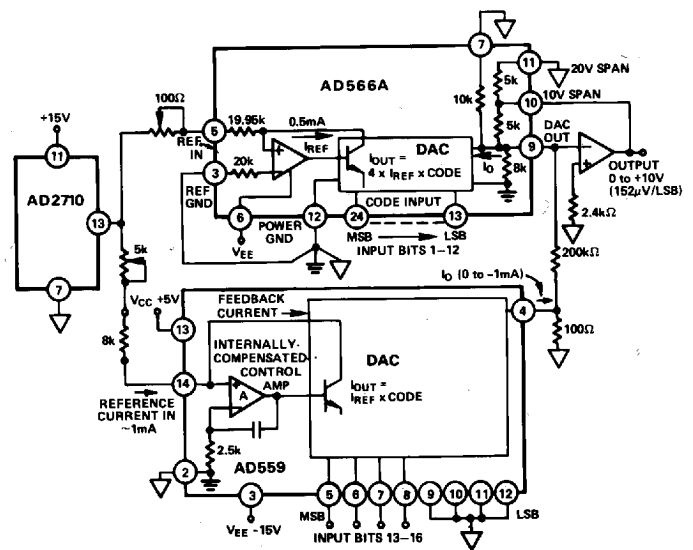 7
11
20V SPAN
AD566A
5k
10
10V SPAN
100Ω
10k
+15V
5
19.95k
0.5mA
5k
DAC
OUT
REF
IN
IREF
DAC
9
11
3
20k
IOUT =
4 x IREF x CODE
IO
8k
OUTPUT
0 to +10V
(152µV/LSB)
AD2710
13
REF
GND
CODE INPUT
2.4kΩ
6
POWER
GND
12
24
13
VEE
MSB
LSB
INPUT BITS 1–12
200kΩ
5k
7
IO (0 to -1mA)
VCC +5V
FEEDBACK
CURRENT
4
13
8k
INTERNALLY-
COMPENSATED
CONTROL
AMP
DAC
100Ω
14
A
IOUT =
IREF x CODE
REFERENCE
CURRENT IN
~1mA
2.5k
2
AD559
3
5
6
7
8
9
10
11
12
MSB
LSB
VEE -15V
INPUT BITS 13–16